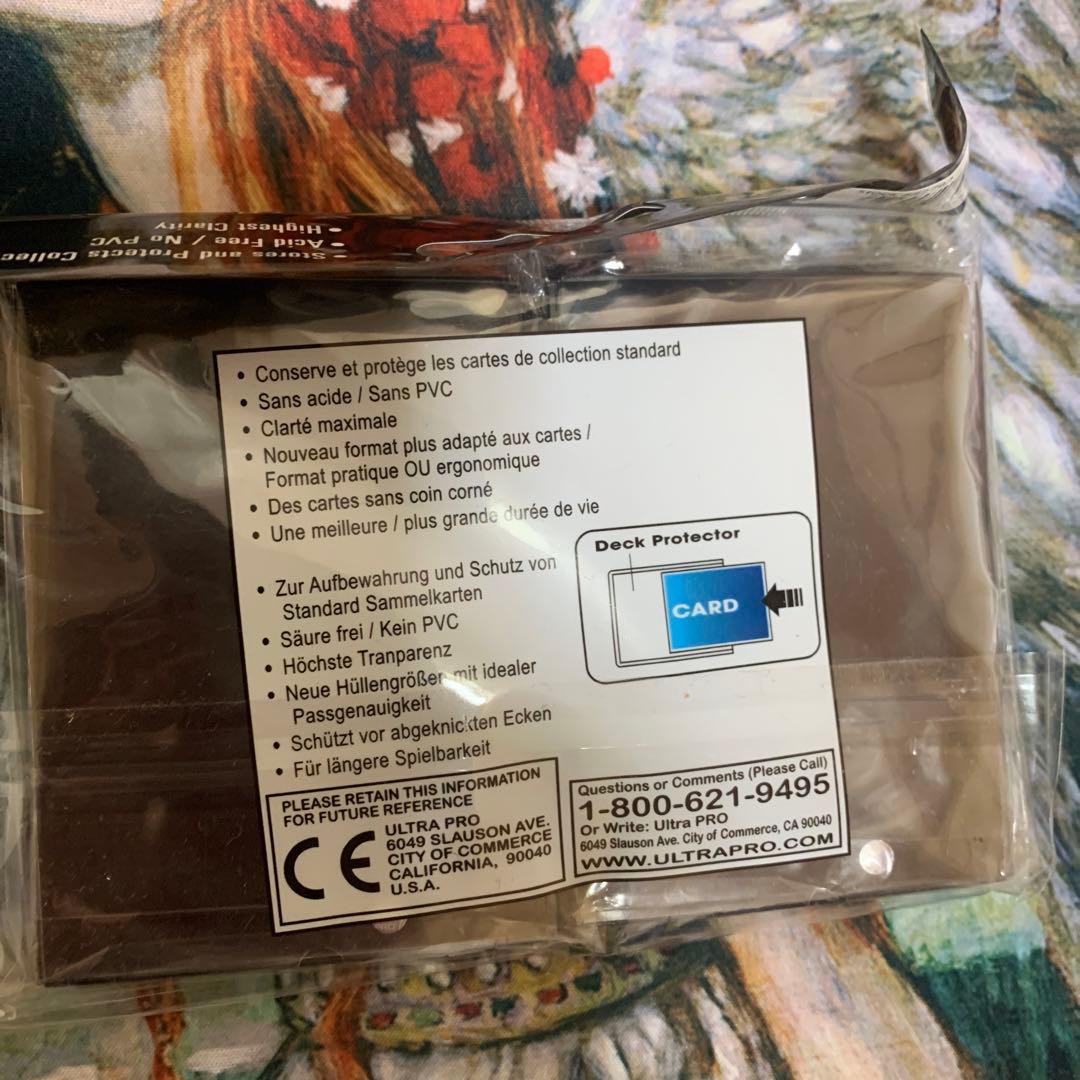 • Stores and Protects Collec
• Acid Free / No PVC
• Highest Clarity
• Conserve et protège les cartes de collection standard
• Sans acide / Sans PVC
• Clarté maximale
• Nouveau format plus adapté aux cartes /
Format pratique OU ergonomique
• Des cartes sans coin corné
• Une meilleure / plus grande durée de vie
• Zur Aufbewahrung und Schutz von
Standard Sammelkarten
• Säure frei / Kein PVC
• Höchste Tranparenz
• Neue Hüllengrößen mit idealer
Passgenauigkeit
• Schützt vor abgeknickten Ecken
• Für längere Spielbarkeit
Deck Protector
CARD
PLEASE RETAIN THIS INFORMATION
FOR FUTURE REFERENCE
CE
ULTRA PRO
6049 SLAUSON AVE.
CITY OF COMMERCE
CALIFORNIA, 90040
U.S.A.
Questions or Comments (Please Call)
1-800-621-9495
Or Write: Ultra PRO
6049 Slauson Ave. City of Commerce, CA 90040
WWW.ULTRAPRO.COM